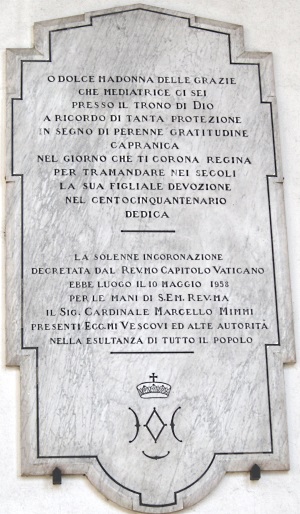 O DOLCE MADONNA DELLE GRAZIE
CHE MEDIATRICE CI SEI
PRESSO IL TRONO DI DIO
A RICORDO DI TANTA PROTEZIONE
IN SEGNO DI PERENNE GRATITUDINE
CAPRANICA
NEL GIORNO CHE TI CORONA REGINA
PER TRAMANDARE NEI SECOLI
LA SUA FIGLIALE DEVOZIONE
NEL CENTOCINQUANTENARIO
DEDICA
LA SOLENNE INCORONAZIONE
DECRETATA DAL REV.MO CAPITOLO VATICANO
EBBE LUOGO IL 10 MAGGIO 1958
PER LE MANI DI S.EM. REV.MA
IL SIG. CARDINALE MARCELLO MIMMI
PRESENTI ECC.MI VESCOVI ED ALTE AUTORITÀ
NELLA ESULTANZA DI TUTTO IL POPOLO